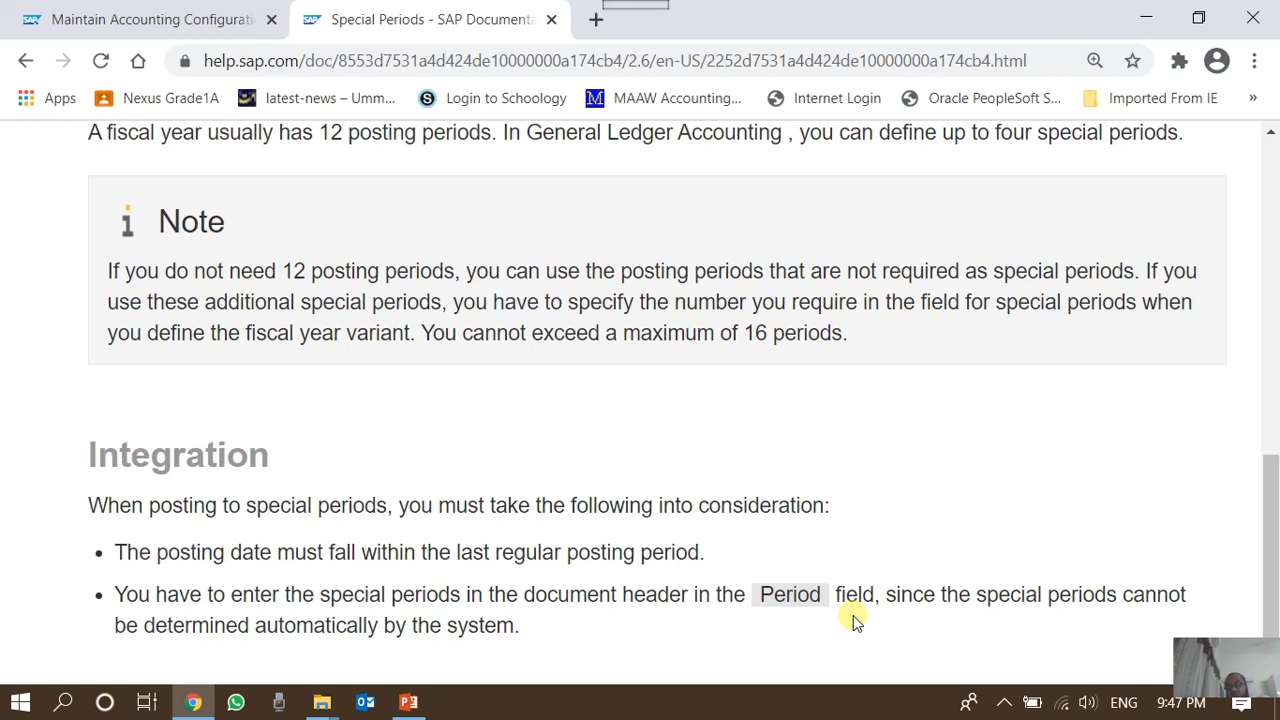 Maintain Accounting Configurati
Special Periods - SAP Documenta
help.sap.com/doc/8553d7531a4d424de10000000a174cb4/2.6/en-US/2252d7531a4d424de10000000a174cb4.html
Apps
Nexus Grade1A
latest-news – Umm...
Login to Schoology
MAAW Accounting...
Internet Login
Oracle PeopleSoft S...
Imported From IE
A fiscal year usually has 12 posting periods. In General Ledger Accounting , you can define up to four special periods.
Note
If you do not need 12 posting periods, you can use the posting periods that are not required as special periods. If you
use these additional special periods, you have to specify the number you require in the field for special periods when
you define the fiscal year variant. You cannot exceed a maximum of 16 periods.
Integration
When posting to special periods, you must take the following into consideration:
• The posting date must fall within the last regular posting period.
• You have to enter the special periods in the document header in the Period field, since the special periods cannot
be determined automatically by the system.
ENG
9:47 PM